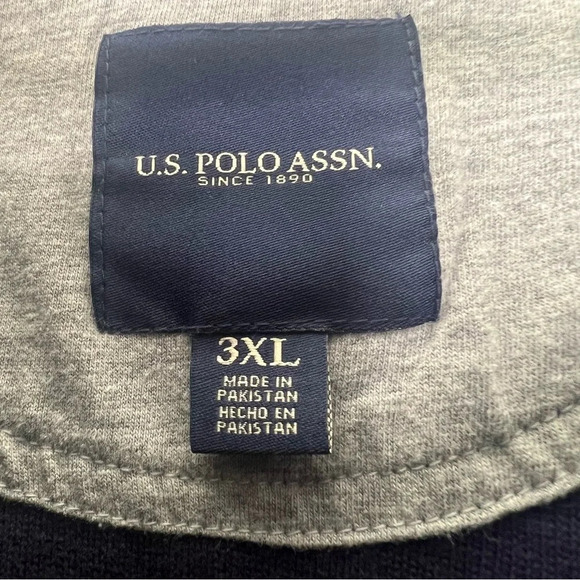 U.S. POLO ASSN.
SINCE 1890
3XL
MADE IN
PAKISTAN
HECHO EN
PAKISTAN